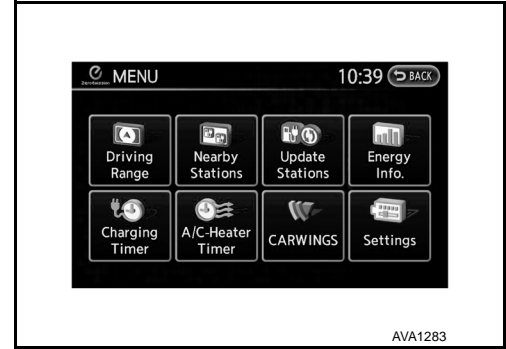 MENU
10:39 BACK
Driving
Range
Nearby
Stations
Update
Stations
Energy
Info.
Charging
Timer
A/C-Heater
Timer
CARWINGS
Settings
AVA1283